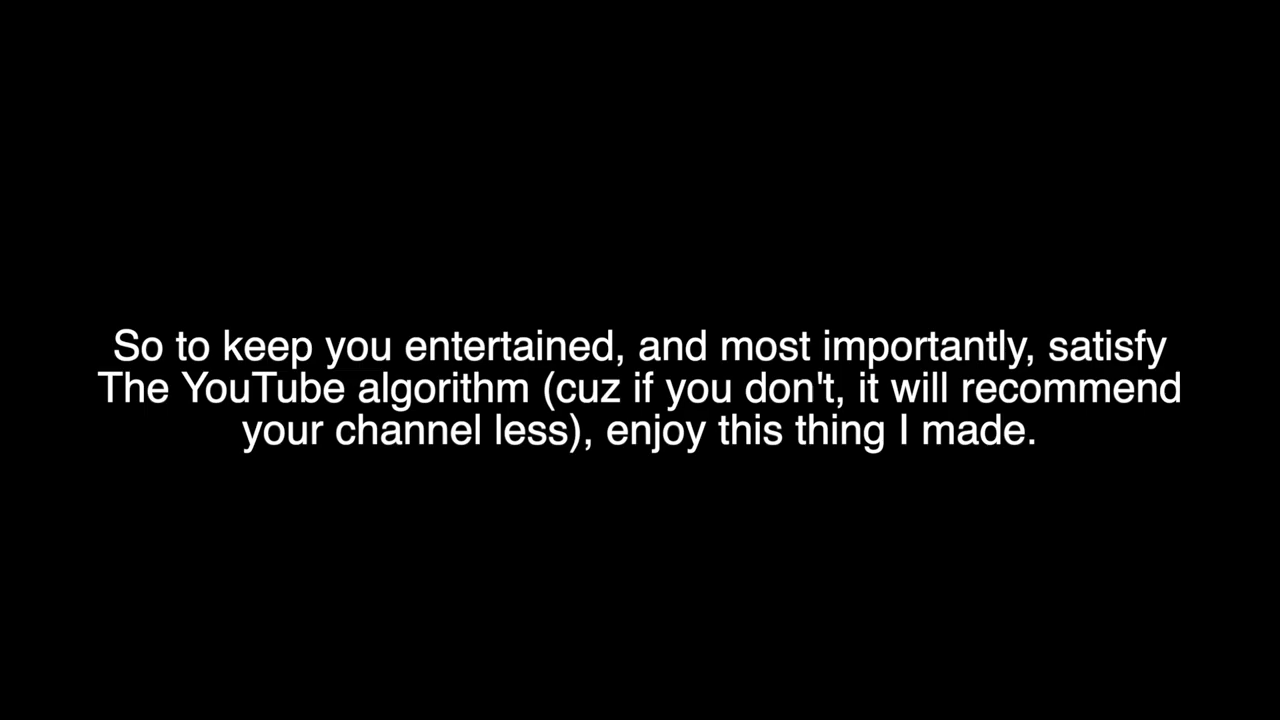 So to keep you entertained, and most importantly, satisfy
The YouTube algorithm (cuz if you don't, it will recommend
your channel less), enjoy this thing I made.